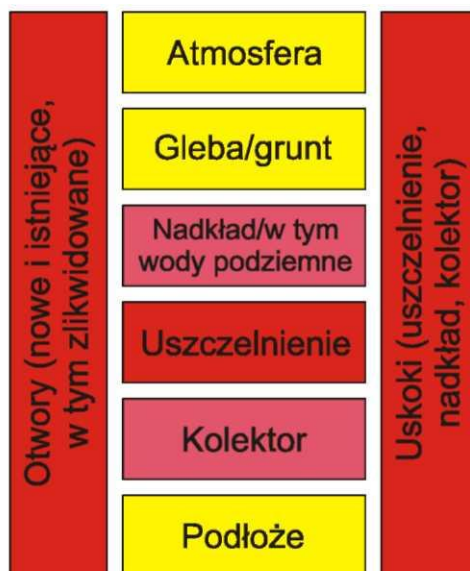 Otwory (nowe i istniejące,
w tym zlikwidowane)
Atmosfera
Gleba/grunt
Nadkład/w tym
wody podziemne
Uszczelnienie
Kolektor
Podłoże
Uskoki (uszczelnienie,
nadkład, kolektor)